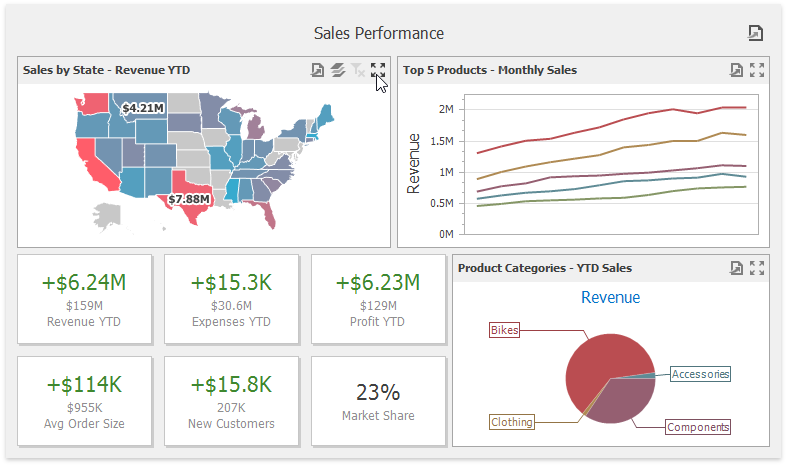 Sales Performance
Sales by State - Revenue YTD
$4.21M
$7.88M
Top 5 Products - Monthly Sales
Revenue
2M
1.5M
1M
0.5M
0M
+$6.24M
$159M
Revenue YTD
+$15.3K
$30.6M
Expenses YTD
+$6.23M
$129M
Profit YTD
+$114K
$955K
Avg Order Size
+$15.8K
207K
New Customers
23%
Market Share
Product Categories - YTD Sales
Revenue
Bikes
Accessories
Clothing
Components